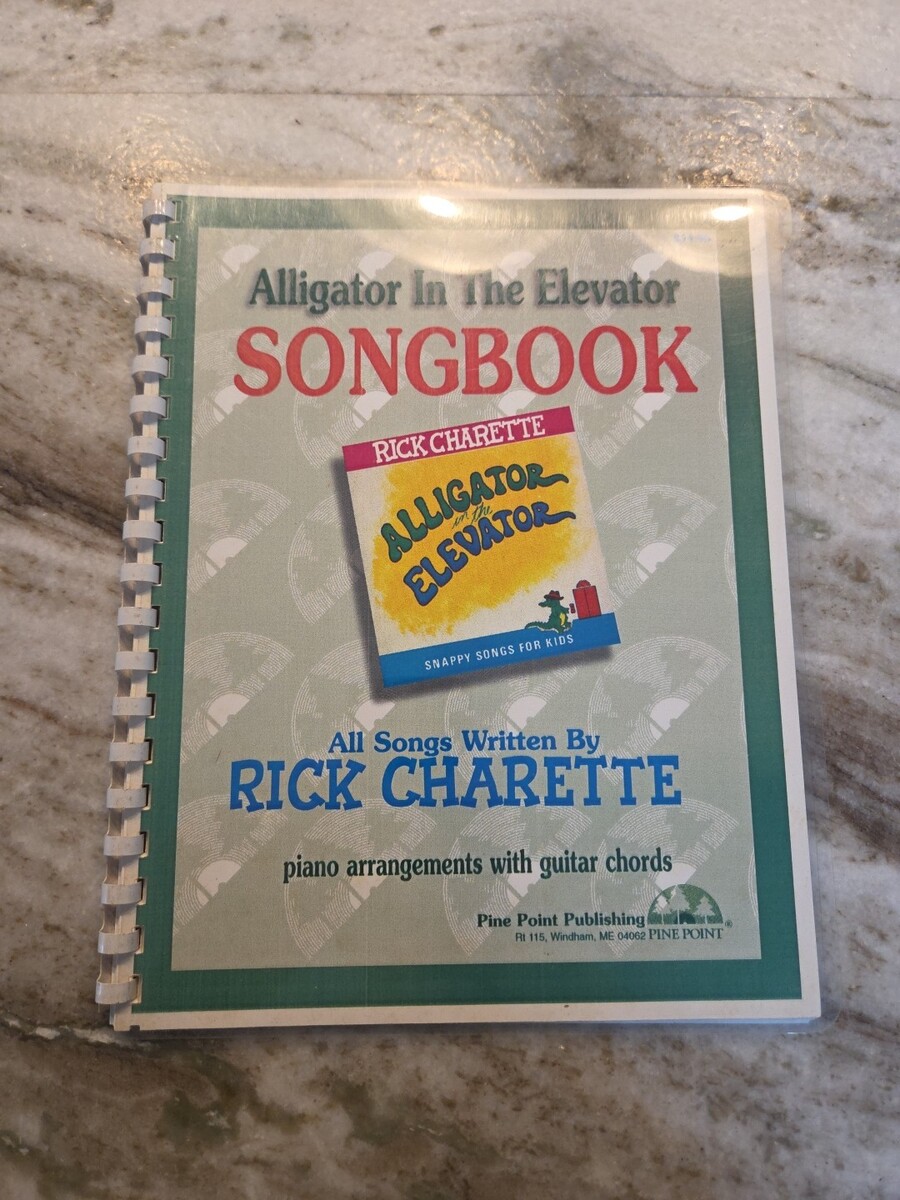 Alligator In The Elevator
SONGBOOK
RICK CHARETTE
ALLIGATOR
in the
ELEVATOR
SNAPPY SONGS FOR KIDS
All Songs Written By
RICK CHARETTE
piano arrangements with guitar chords
Pine Point Publishing
Rt 115, Windham, ME 04062
PINE POINT®